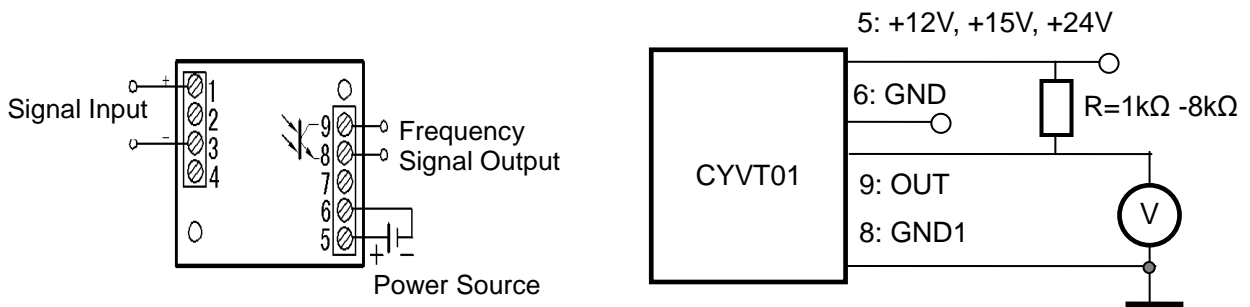 Signal Input
+
-
1
2
3
4
9
8
7
6
5
Frequency
Signal Output
+ -
Power Source
5: +12V, +15V, +24V
6: GND
R=1kΩ -8kΩ
CYVT01
9: OUT
8: GND1
V